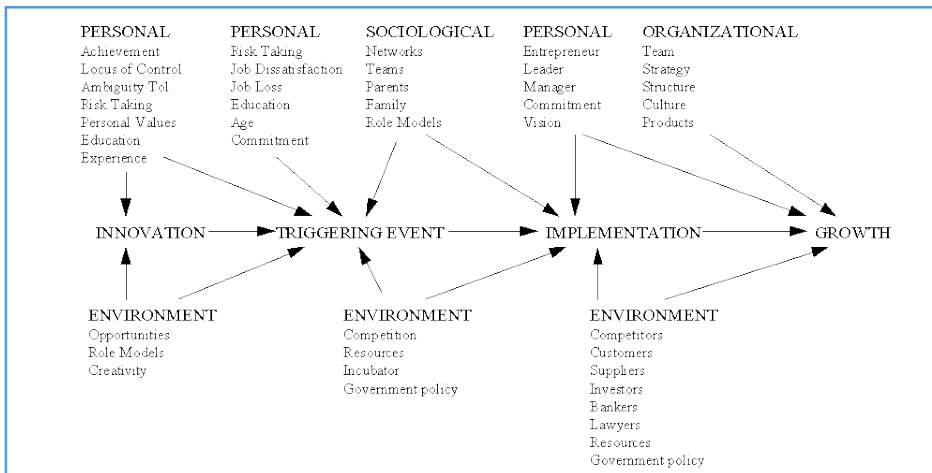 PERSONAL
Achievement
Locus of Control
Ambiguity Tol.
Risk Taking
Personal Values
Education
Experience
PERSONAL
Risk Taking
Job Dissatisfaction
Job Loss
Education
Age
Commitment
SOCIOLOGICAL
Networks
Teams
Parents
Family
Role Models
PERSONAL
Entrepreneur
Leader
Manager
Commitment
Vision
ORGANIZATIONAL
Team
Strategy
Structure
Culture
Products
INNOVATION
TRIGGERING EVENT
IMPLEMENTATION
GROWTH
ENVIRONMENT
Opportunities
Role Models
Creativity
ENVIRONMENT
Competition
Resources
Incubator
Government policy
ENVIRONMENT
Competitors
Customers
Suppliers
Investors
Bankers
Lawyers
Resources
Government policy